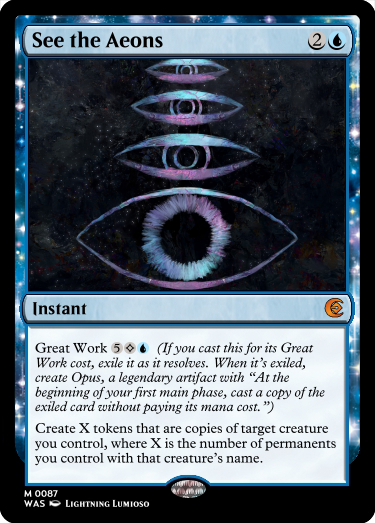 See the Aeons 2
Instant
Great Work 5 (If you cast this for its Great
Work cost, exile it as resolves. When it's exiled,
create Opus, a legendary artifact with “At the
beginning of your first main phase, cast a copy of the
exiled card without paying its mana cost.”)
Create X tokens that are copies of target creature
you control, where X is the number of permanents
you control with that creature's name.
M 0087
WAS Lightning Lumioso